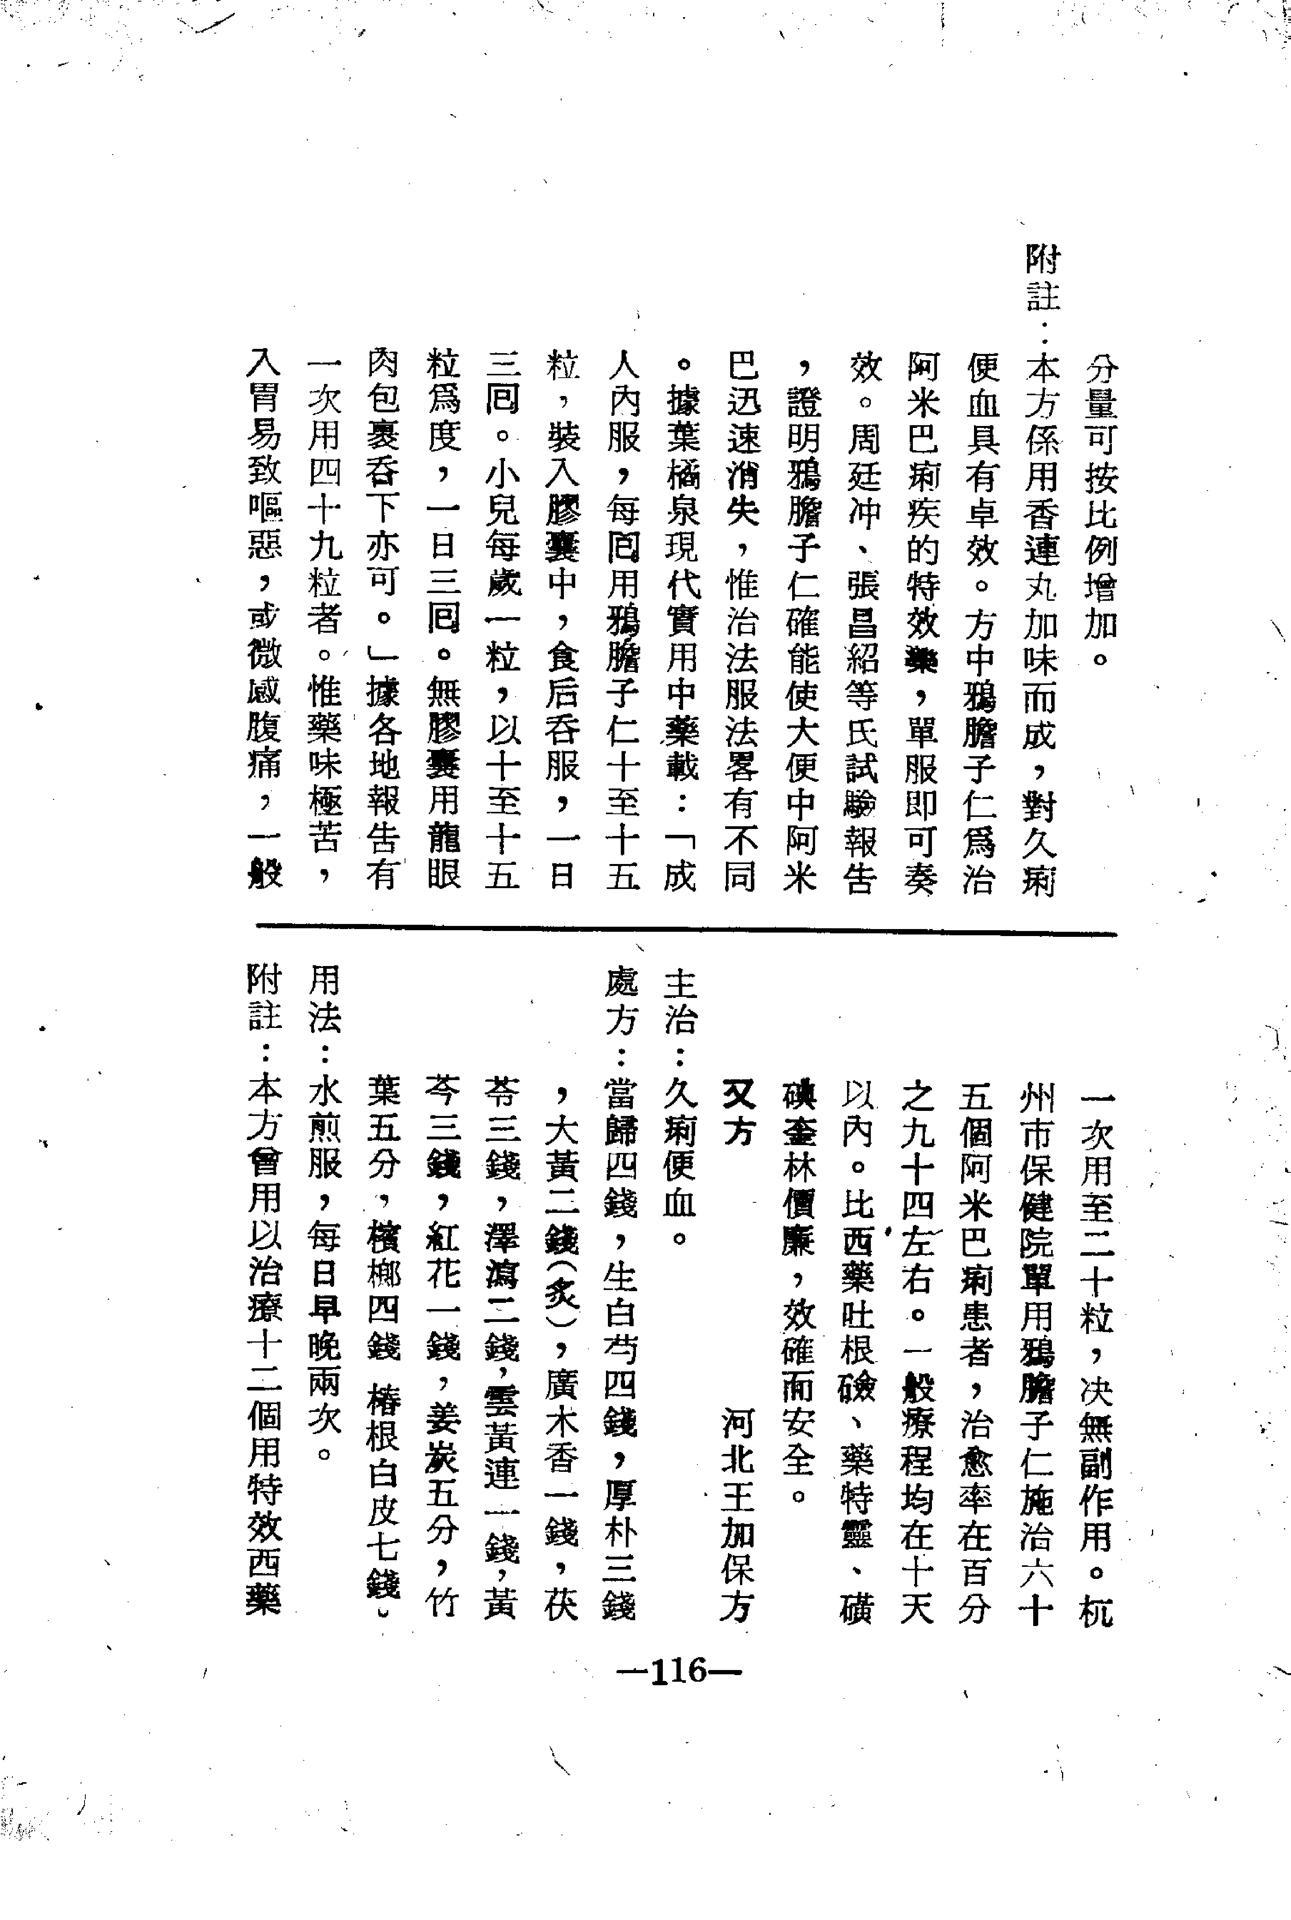 分量可按比例增加。
附註：本方係用香連丸加味而成，對久痢
便血具有卓效。方中鴉膽子仁爲治
阿米巴痢疾的特效藥，單服即可奏
效。周廷冲、張昌紹等氏試驗報告
，證明鴉膽子仁確能使大便中阿米
巴迅速消失，惟治法服法畧有不同
。據葉橘泉現代實用中藥載：「成
人內服，每囘用鴉膽子仁十至十五
粒，裝入膠囊中，食后呑服，一日
三囘。小兒每歲一粒，以十至十五
粒爲度，一日三囘。無膠囊用龍眼
肉包裹呑下亦可。」據各地報告有
一次用四十九粒者。惟藥味極苦，
入胃易致嘔惡，或微感腹痛，一般
一次用至二十粒，决無副作用。杭
州市保健院單用鴉膽子仁施治六十
五個阿米巴痢患者，治愈率在百分
之九十四左右。一般療程均在十天
以內。比西藥吐根礆、藥特靈、磺
碘奎林價廉，效確而安全。
又方　河北王加保方
主治：久痢便血。
處方：當歸四錢，生白芍四錢，厚朴三錢
，大黃二錢（炙），廣木香一錢，茯
苓三錢，澤瀉二錢，雲黃連一錢，黃
芩三錢，紅花一錢，姜炭五分，竹
葉五分，檳榔四錢 椿根白皮七錢。
用法：水煎服，每日早晚兩次。
附註：本方曾用以治療十二個用特效西藥
—116—